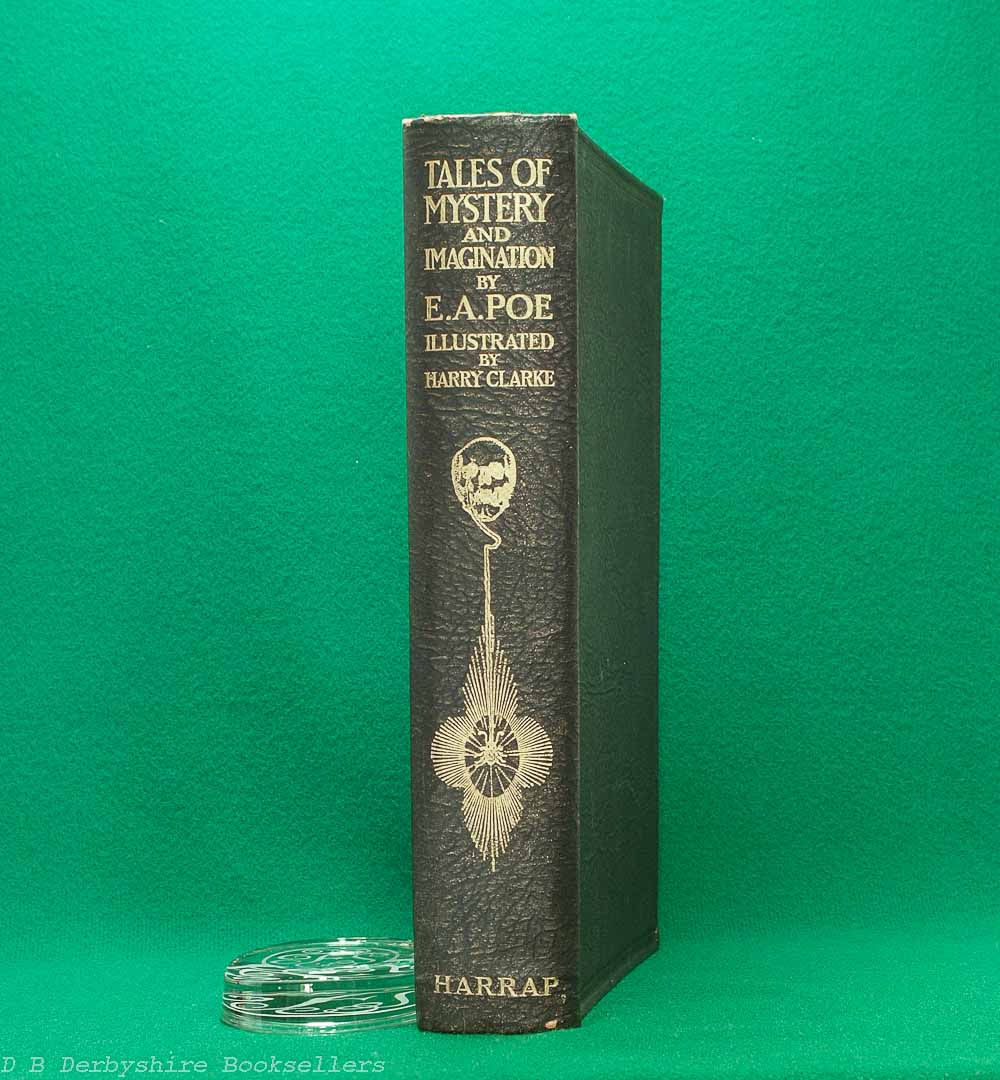 TALES OF
MYSTERY
AND
IMAGINATION
BY
E.A.POE
ILLUSTRATED
BY
HARRY CLARKE
HARRAP
D B Derbyshire Booksellers